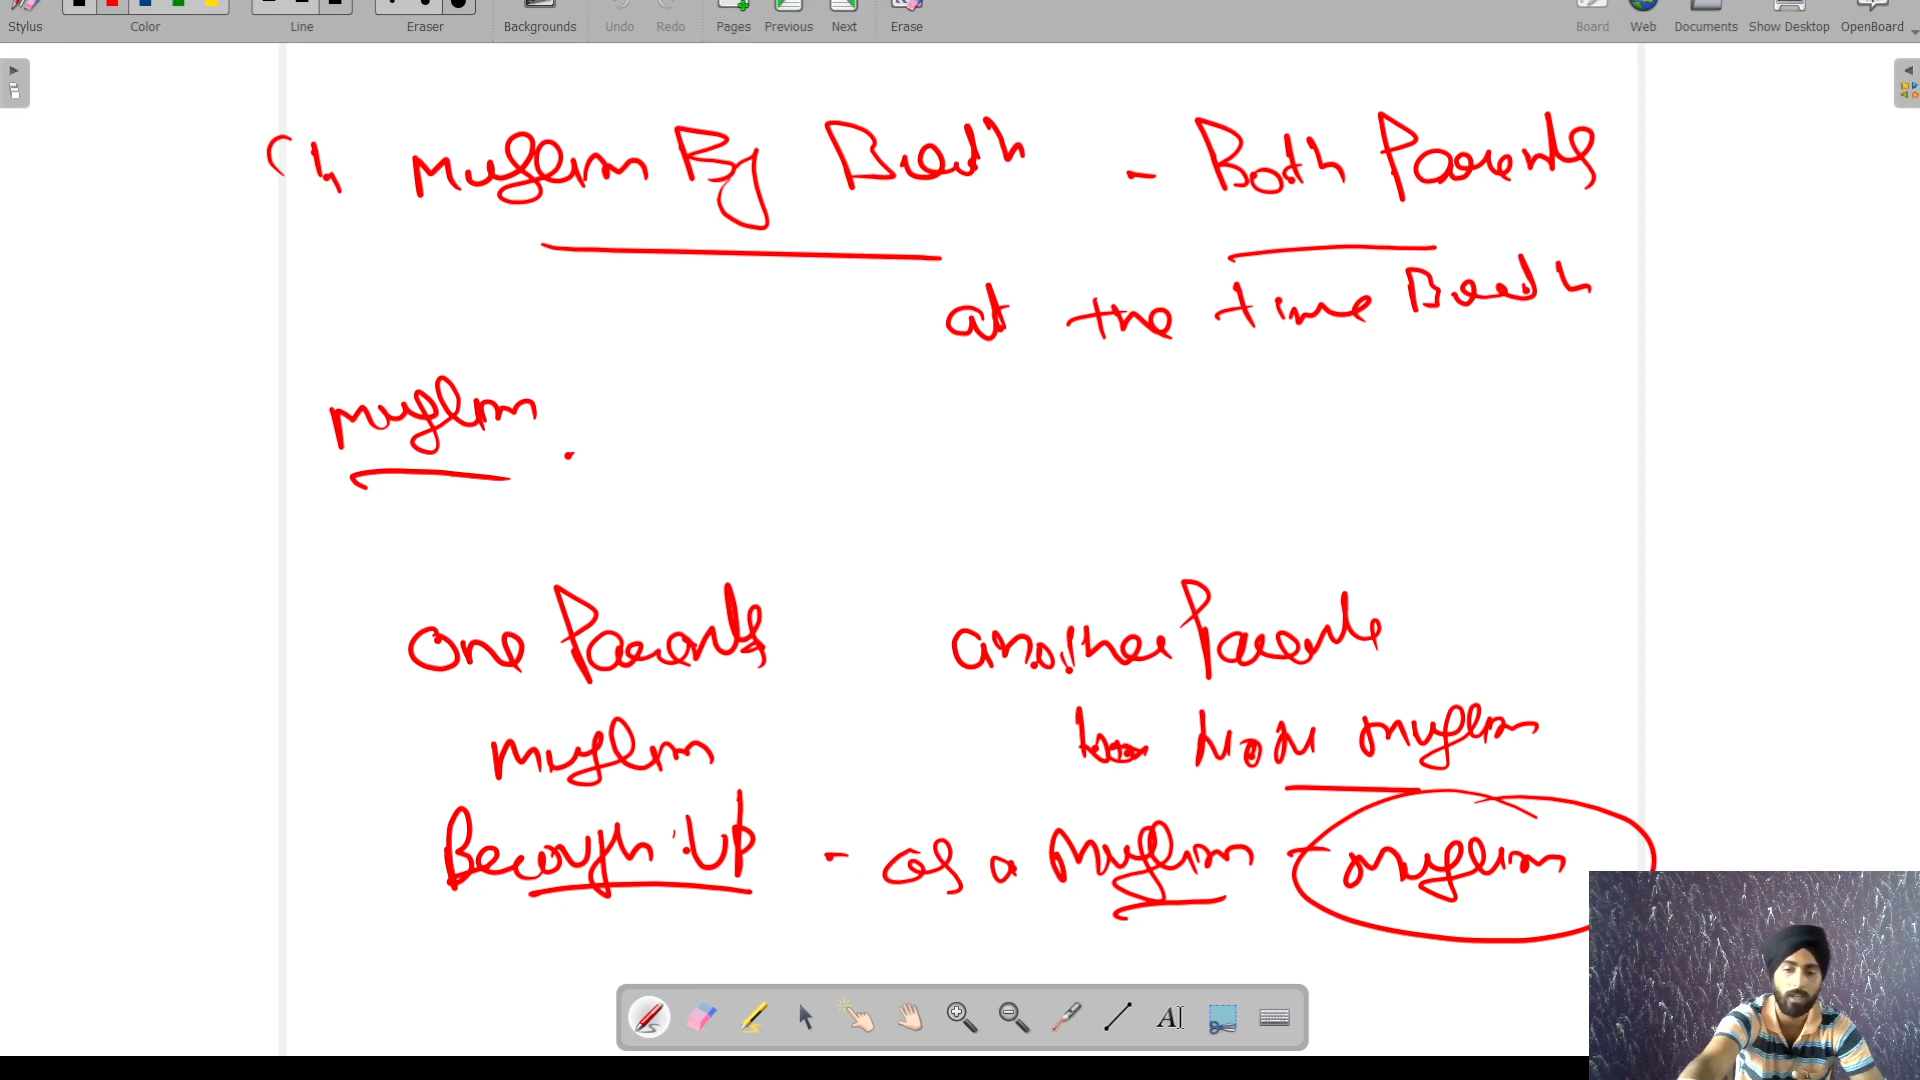 Stylus Color Line Eraser Backgrounds Undo Redo Pages Previous Next Erase Board Web Documents Show Desktop OpenBoard
(1, Muslim By Birth - Both Parents
at the time Birth
Muslim .
One Parents another Parents
Muslim Non Muslim
Brough up - as a Muslim - Muslim